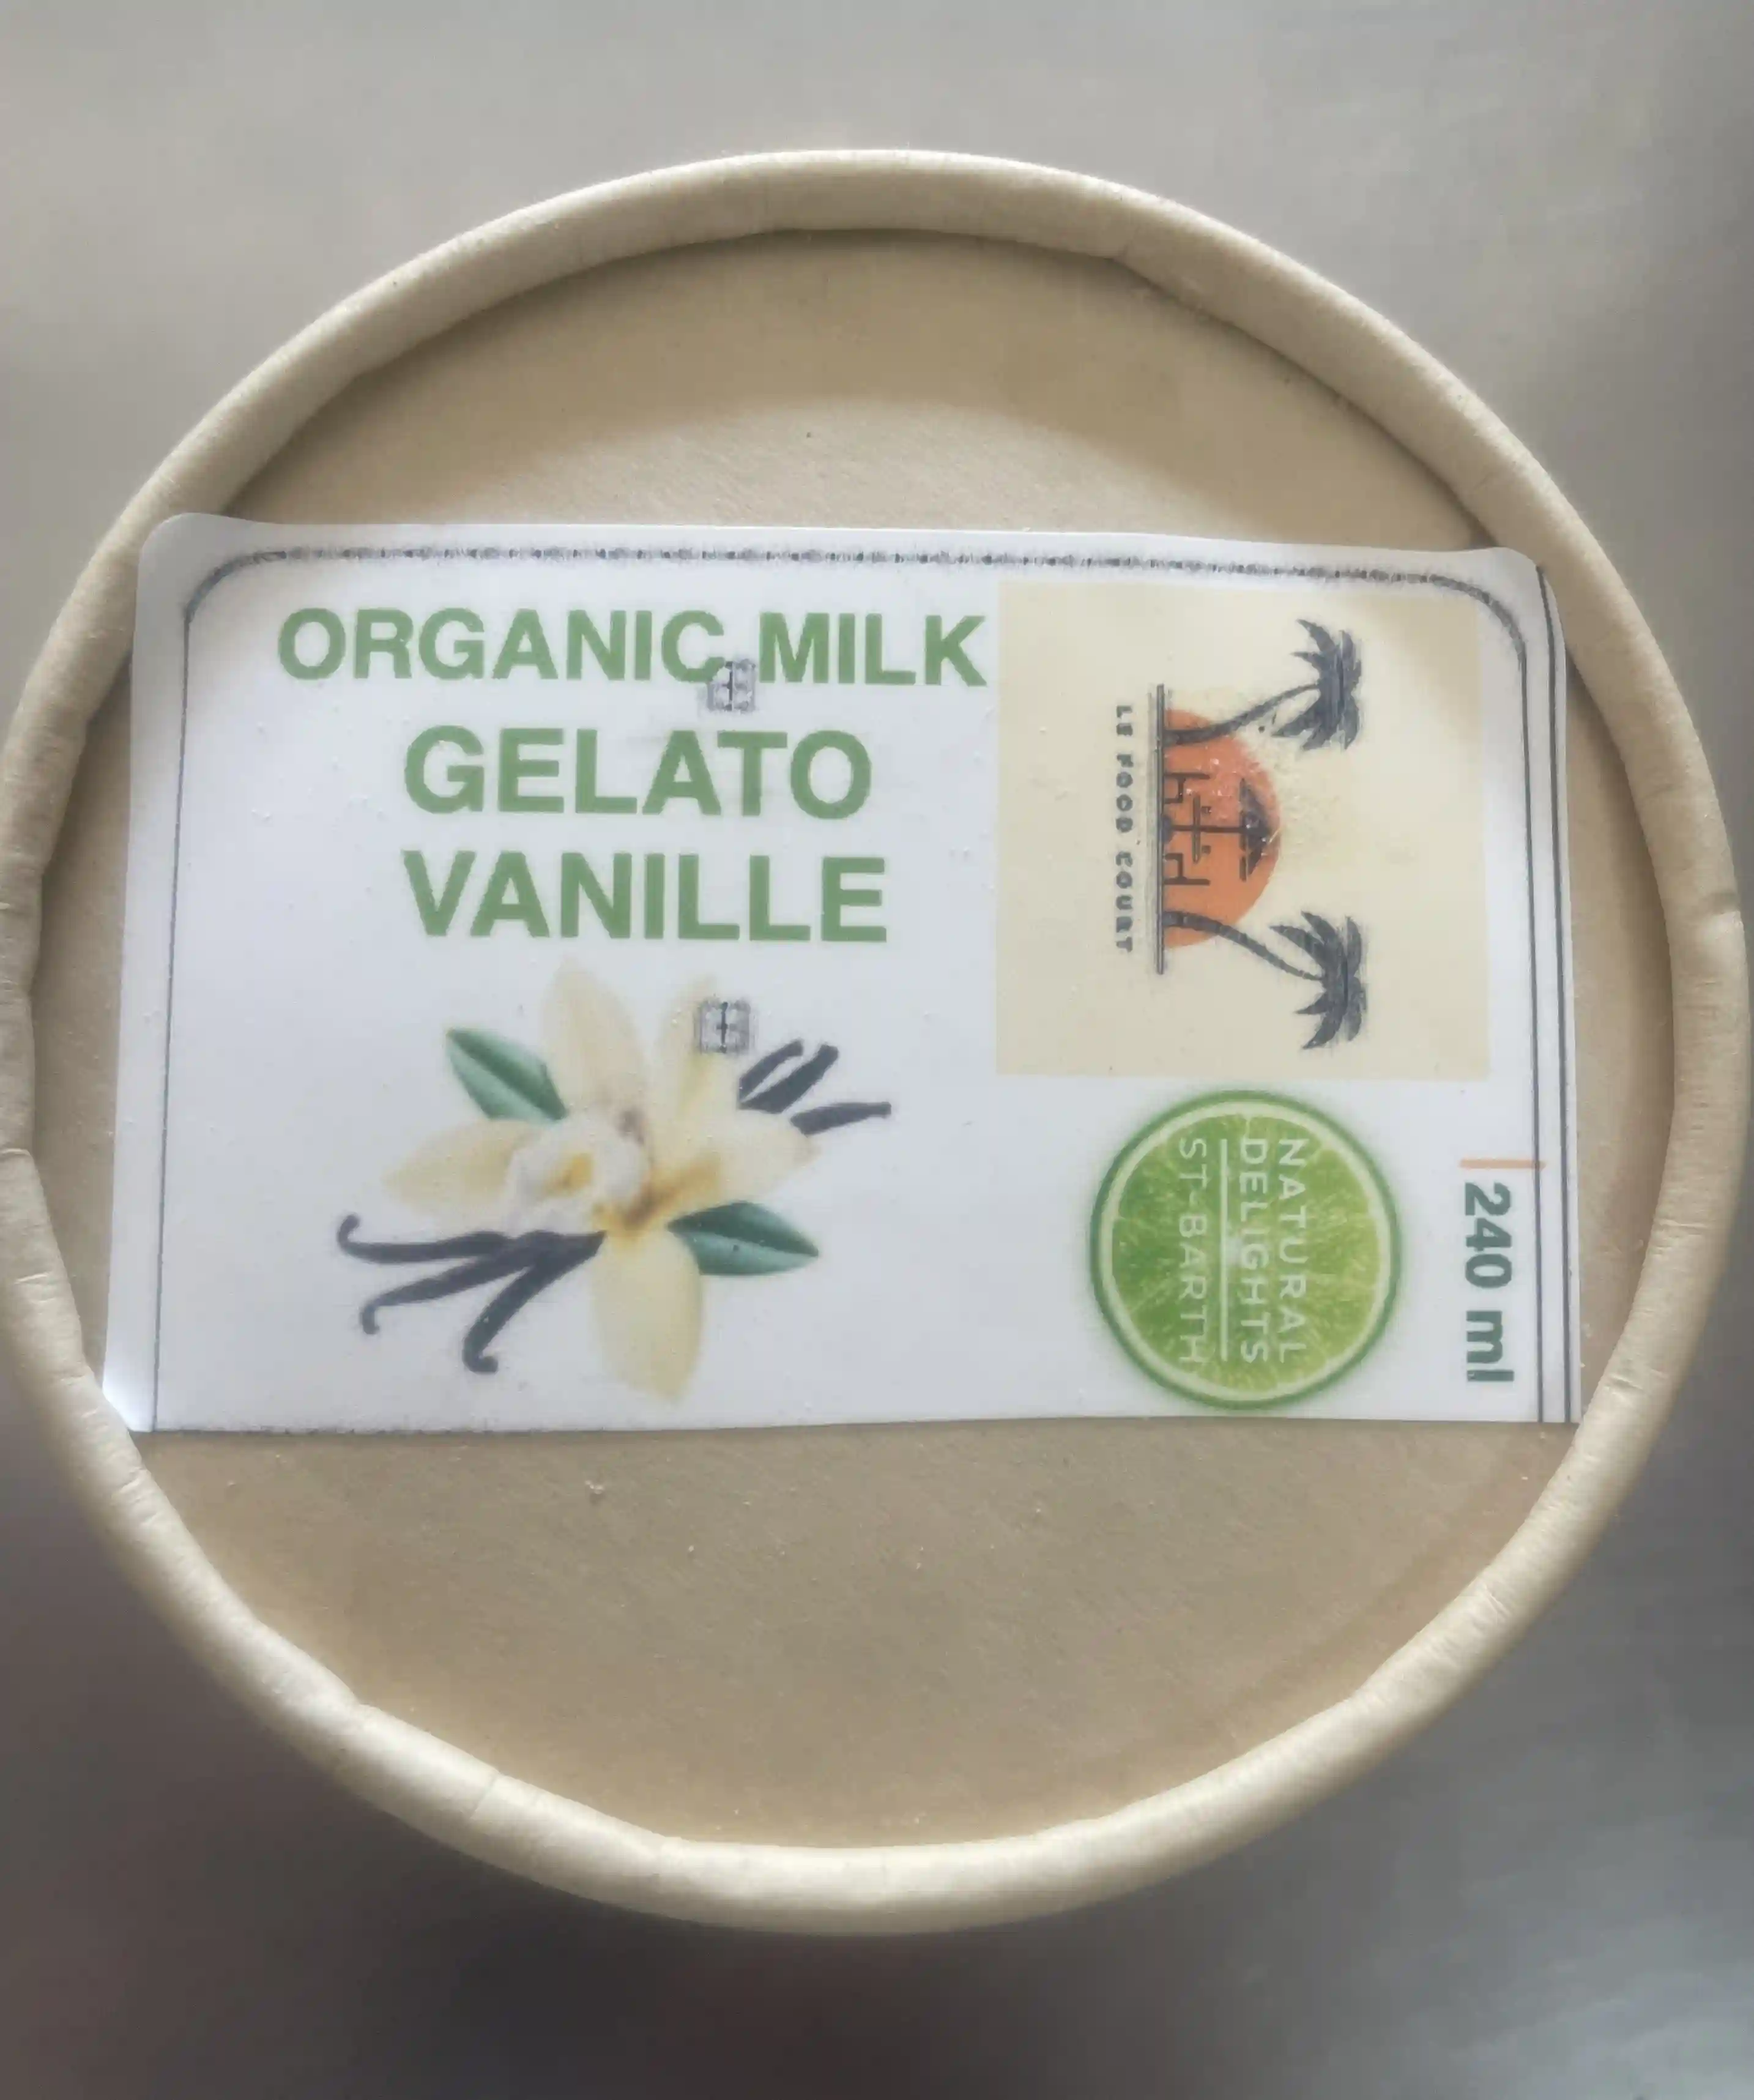 ORGANIC MILK
GELATO
VANILLE
LE FOOD COURT
NATURAL
DELIGHTS
ST-BARTH
240 ml